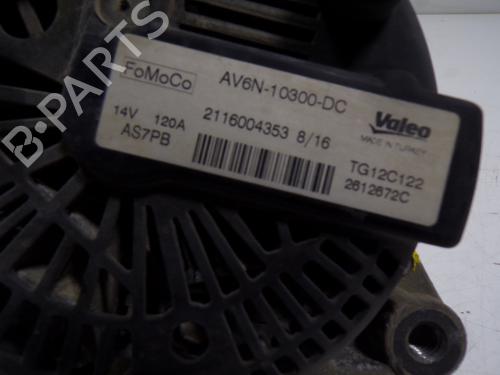 FoMoCo
AV6N-10300-DC
14V 120A
AS7PB
2116004353 8/16
Valeo
MADE IN TURKEY
TG12C122
2612672C
B-PARTS